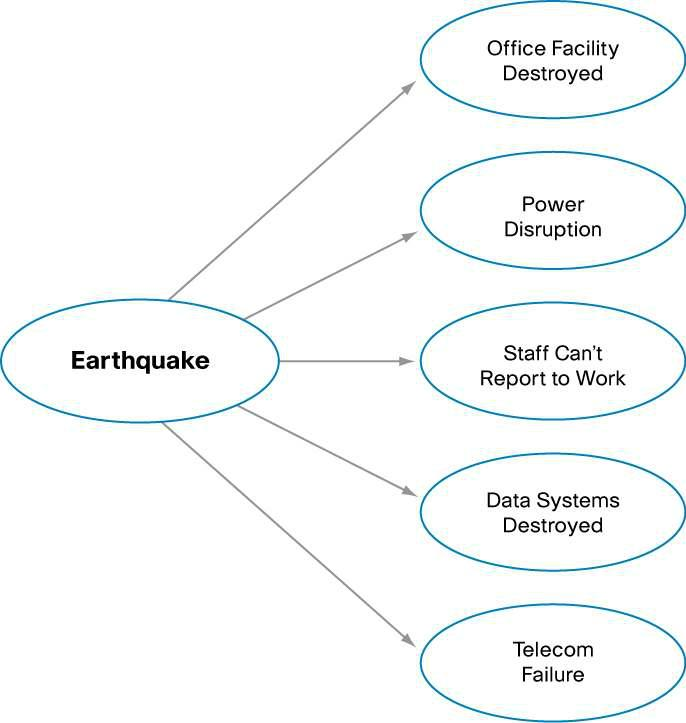 Office Facility
Destroyed
Power
Disruption
Earthquake
Staff Can’t
Report to Work
Data Systems
Destroyed
Telecom
Failure